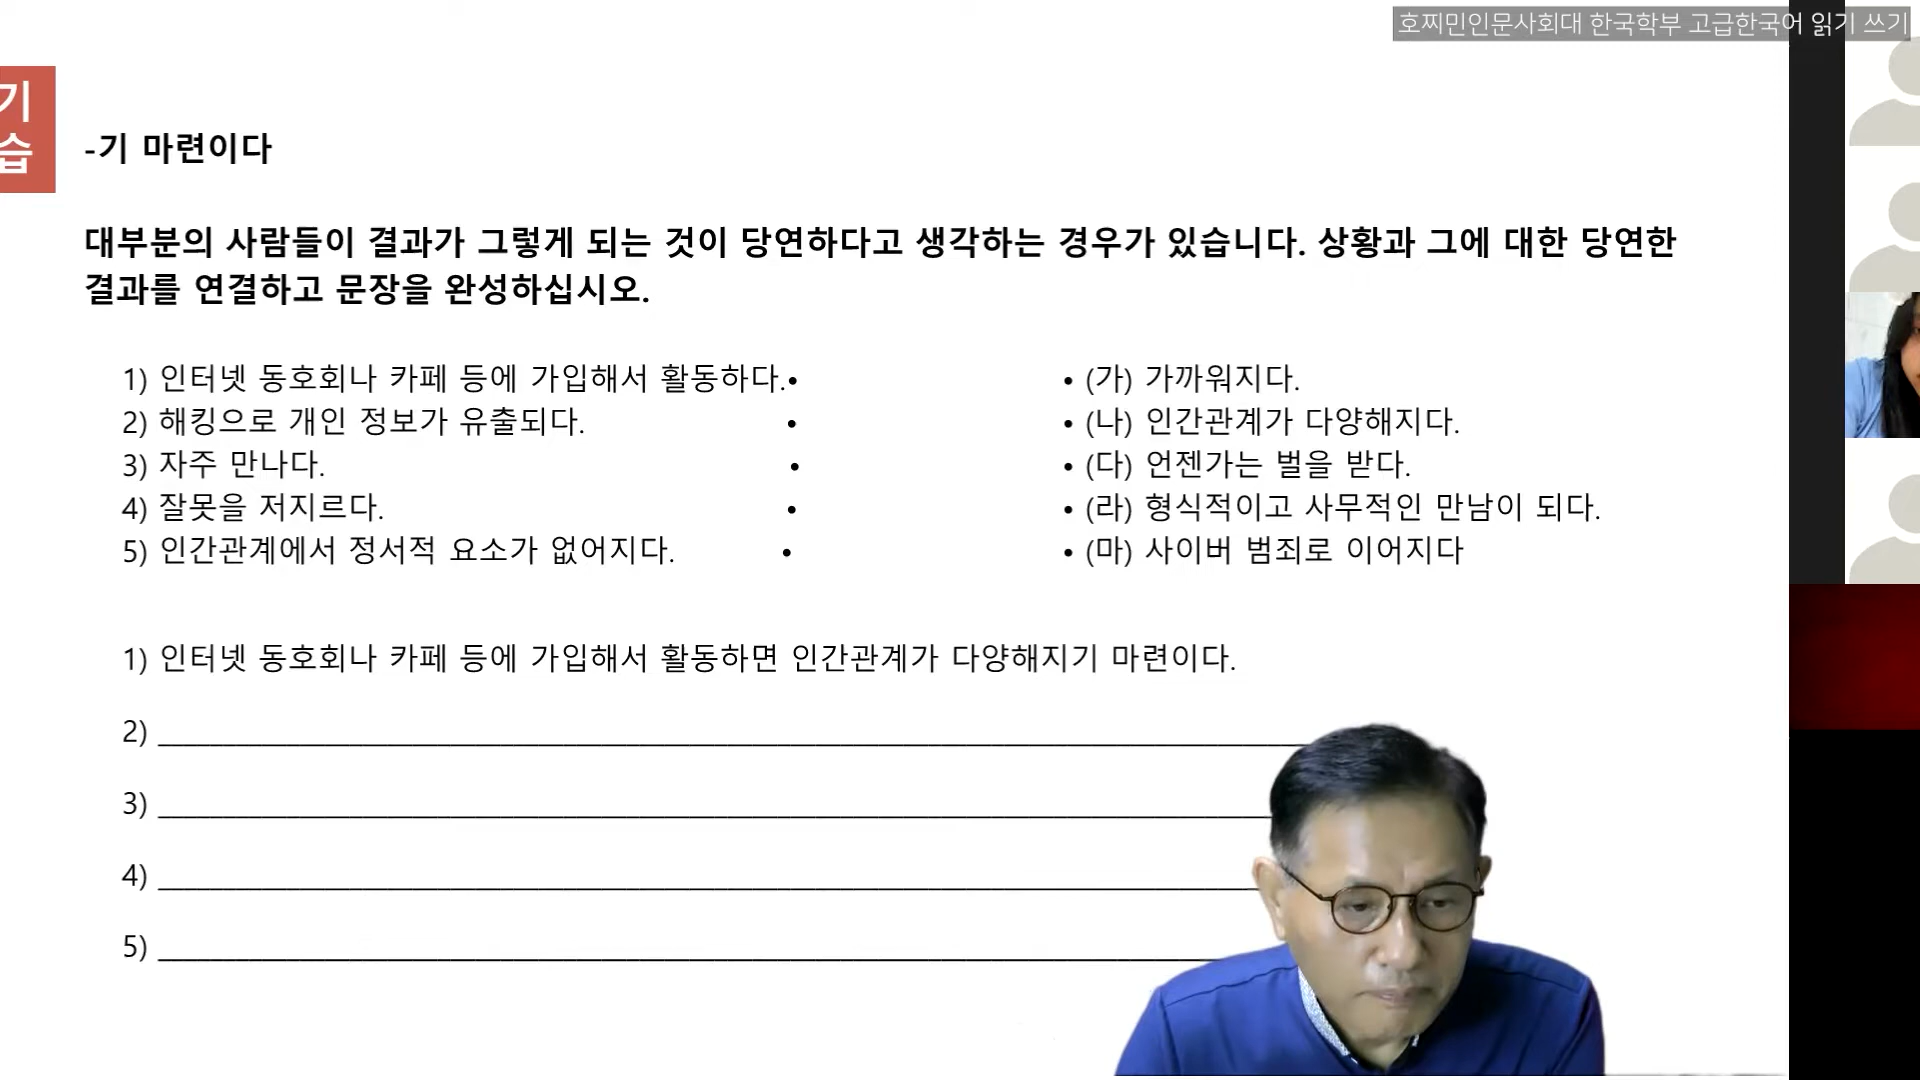 호찌민인문사회대 한국학부 고급한국어 읽기 쓰기
기
습
-기 마련이다
대부분의 사람들이 결과가 그렇게 되는 것이 당연하다고 생각하는 경우가 있습니다. 상황과 그에 대한 당연한
결과를 연결하고 문장을 완성하십시오.
1) 인터넷 동호회나 카페 등에 가입해서 활동하다.• • (가) 가까워지다.
2) 해킹으로 개인 정보가 유출되다. • • (나) 인간관계가 다양해지다.
3) 자주 만나다. • • (다) 언젠가는 벌을 받다.
4) 잘못을 저지르다. • • (라) 형식적이고 사무적인 만남이 되다.
5) 인간관계에서 정서적 요소가 없어지다. • • (마) 사이버 범죄로 이어지다
1) 인터넷 동호회나 카페 등에 가입해서 활동하면 인간관계가 다양해지기 마련이다.
2)
3)
4)
5)